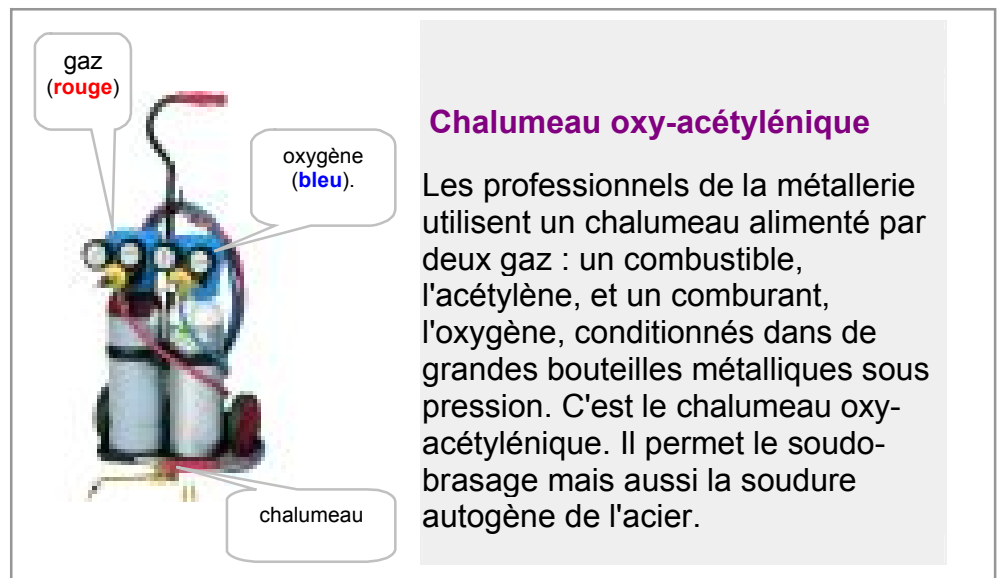 gaz
(rouge)
oxygène
(bleu).
chalumeau
Chalumeau oxy-acétylénique
Les professionnels de la métallerie
utilisent un chalumeau alimenté par
deux gaz : un combustible,
l'acétylène, et un comburant,
l'oxygène, conditionnés dans de
grandes bouteilles métalliques sous
pression. C'est le chalumeau oxy-
acétylénique. Il permet le soudo-
brasage mais aussi la soudure
autogène de l'acier.